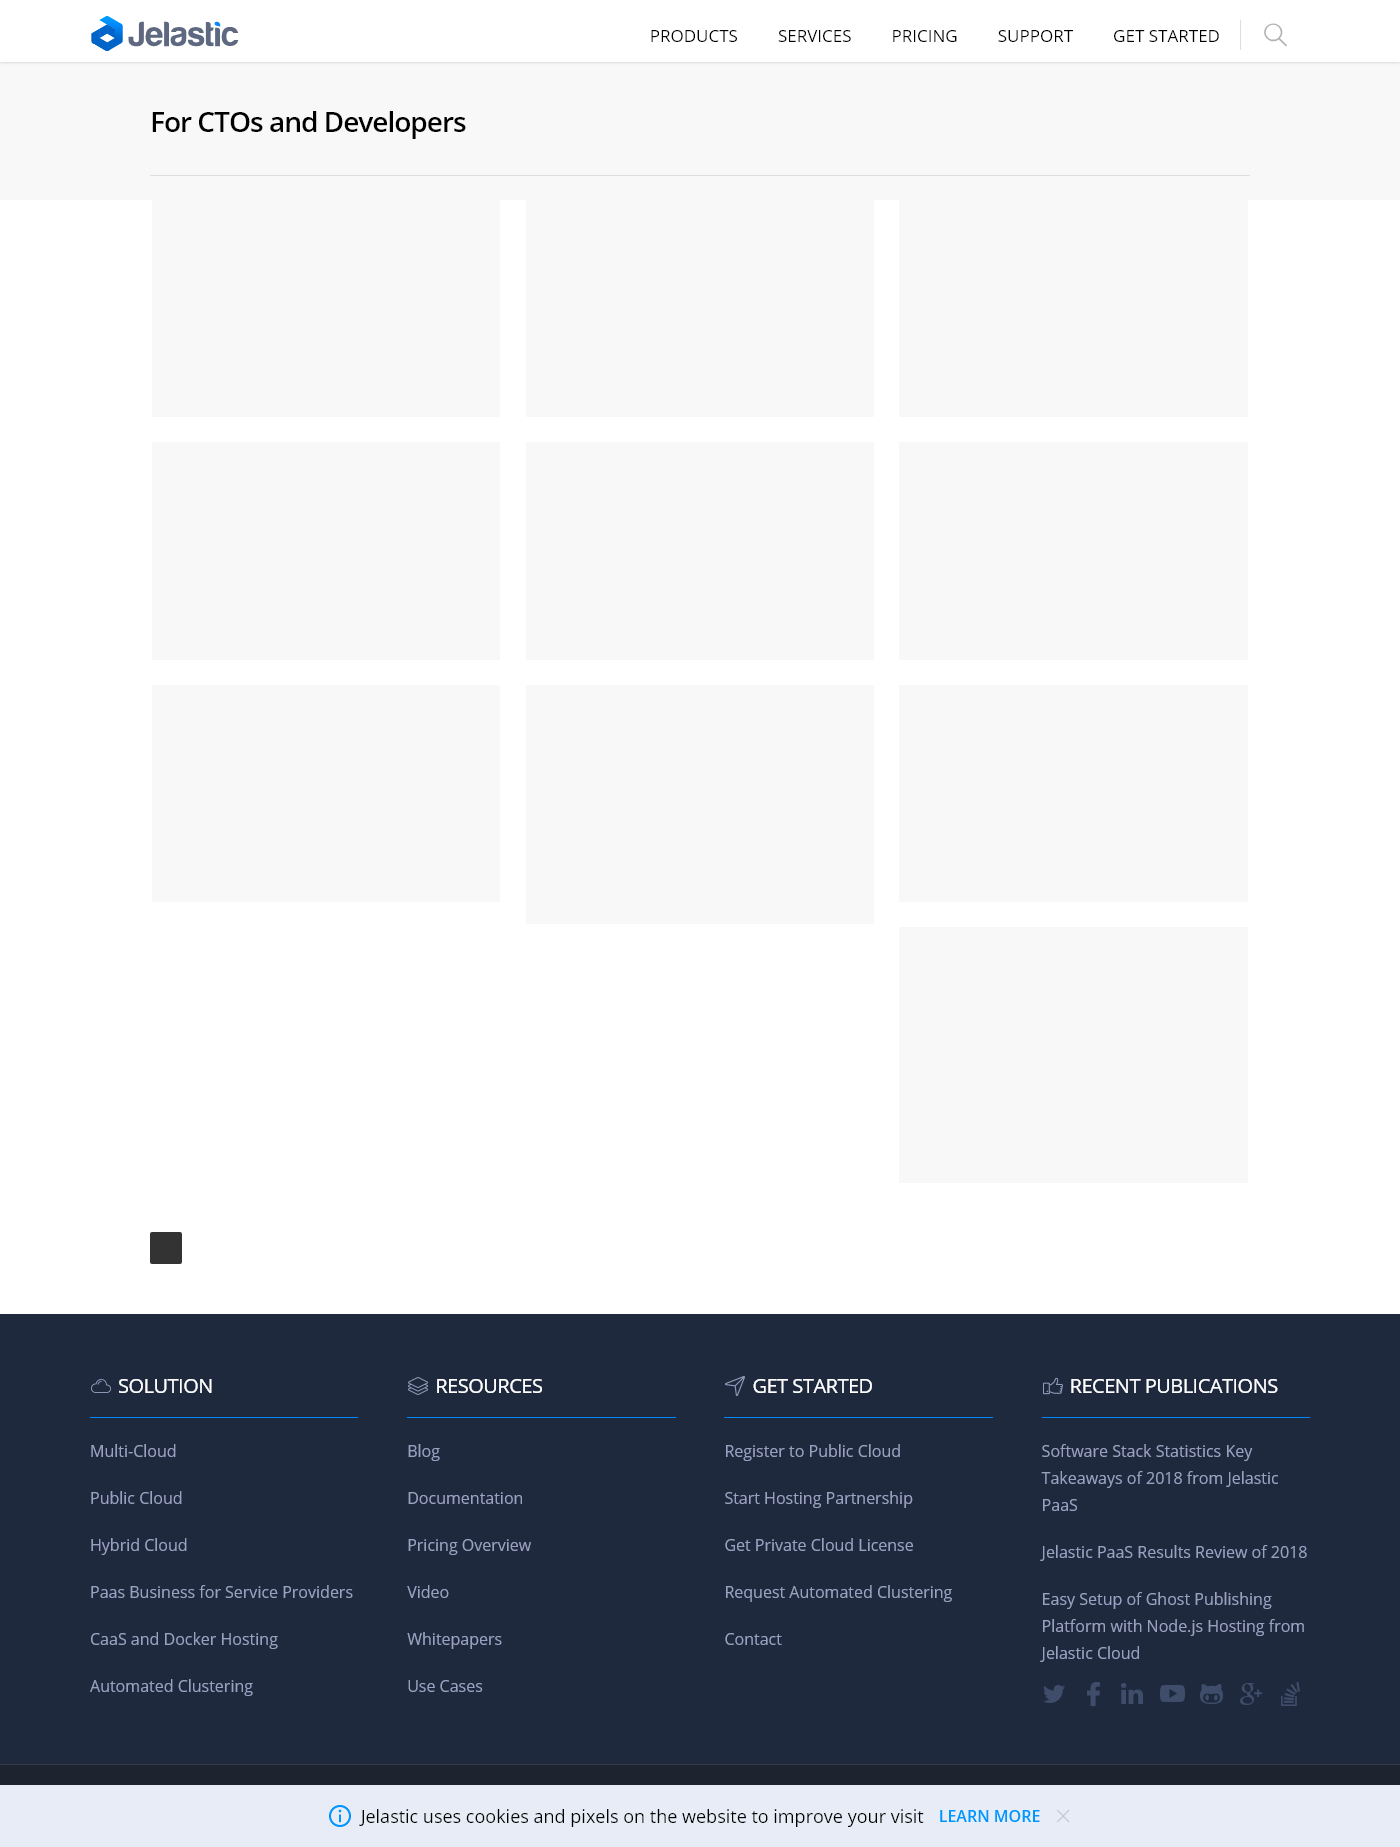 Jelastic
PRODUCTS
SERVICES
PRICING
SUPPORT
GET STARTED
For CTOs and Developers
SOLUTION
Multi-Cloud
Public Cloud
Hybrid Cloud
Paas Business for Service Providers
CaaS and Docker Hosting
Automated Clustering
RESOURCES
Blog
Documentation
Pricing Overview
Video
Whitepapers
Use Cases
GET STARTED
Register to Public Cloud
Start Hosting Partnership
Get Private Cloud License
Request Automated Clustering
Contact
RECENT PUBLICATIONS
Software Stack Statistics Key
Takeaways of 2018 from Jelastic
PaaS
Jelastic PaaS Results Review of 2018
Easy Setup of Ghost Publishing
Platform with Node.js Hosting from
Jelastic Cloud
Jelastic uses cookies and pixels on the website to improve your visit
LEARN MORE